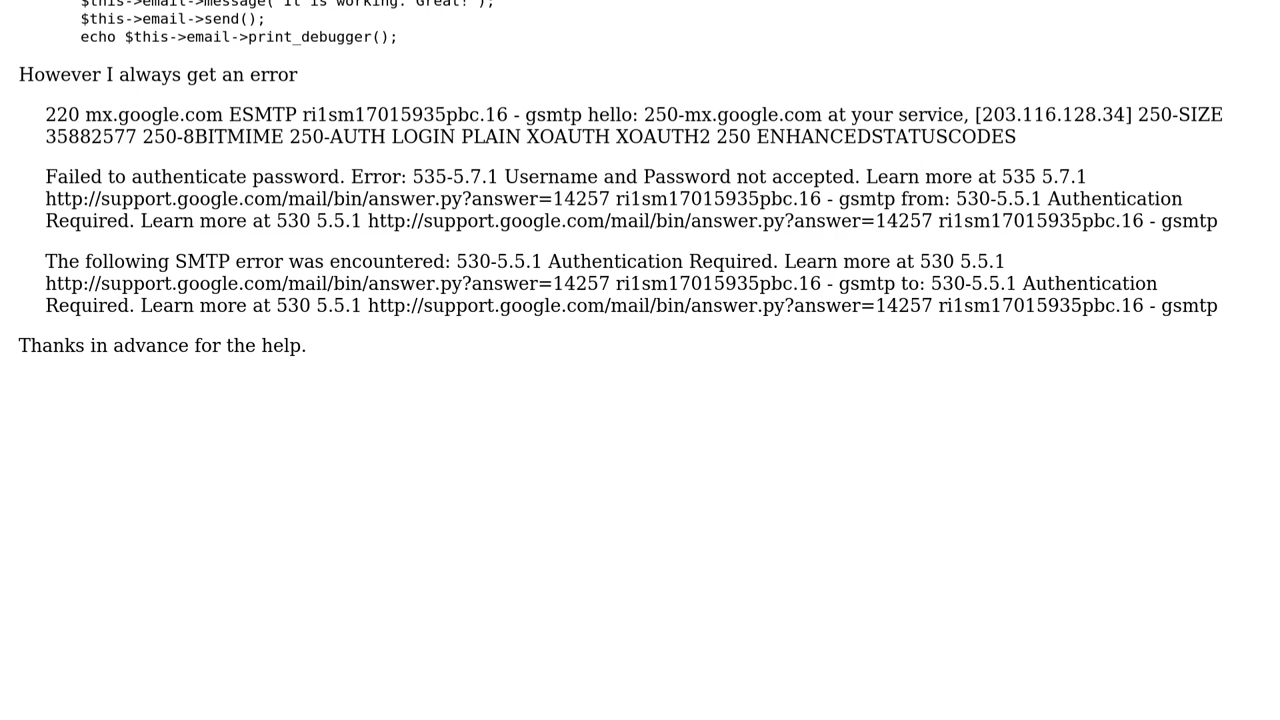 $this->email->message('It is working. Great!');
$this->email->send();
echo $this->email->print_debugger();
However I always get an error
220 mx.google.com ESMTP ri1sm17015935pbc.16 - gsmtp hello: 250-mx.google.com at your service, [203.116.128.34] 250-SIZE
35882577 250-8BITMIME 250-AUTH LOGIN PLAIN XOAUTH XOAUTH2 250 ENHANCEDSTATUSCODES
Failed to authenticate password. Error: 535-5.7.1 Username and Password not accepted. Learn more at 535 5.7.1
http://support.google.com/mail/bin/answer.py?answer=14257 ri1sm17015935pbc.16 - gsmtp from: 530-5.5.1 Authentication
Required. Learn more at 530 5.5.1 http://support.google.com/mail/bin/answer.py?answer=14257 ri1sm17015935pbc.16 - gsmtp
The following SMTP error was encountered: 530-5.5.1 Authentication Required. Learn more at 530 5.5.1
http://support.google.com/mail/bin/answer.py?answer=14257 ri1sm17015935pbc.16 - gsmtp to: 530-5.5.1 Authentication
Required. Learn more at 530 5.5.1 http://support.google.com/mail/bin/answer.py?answer=14257 ri1sm17015935pbc.16 - gsmtp
Thanks in advance for the help.